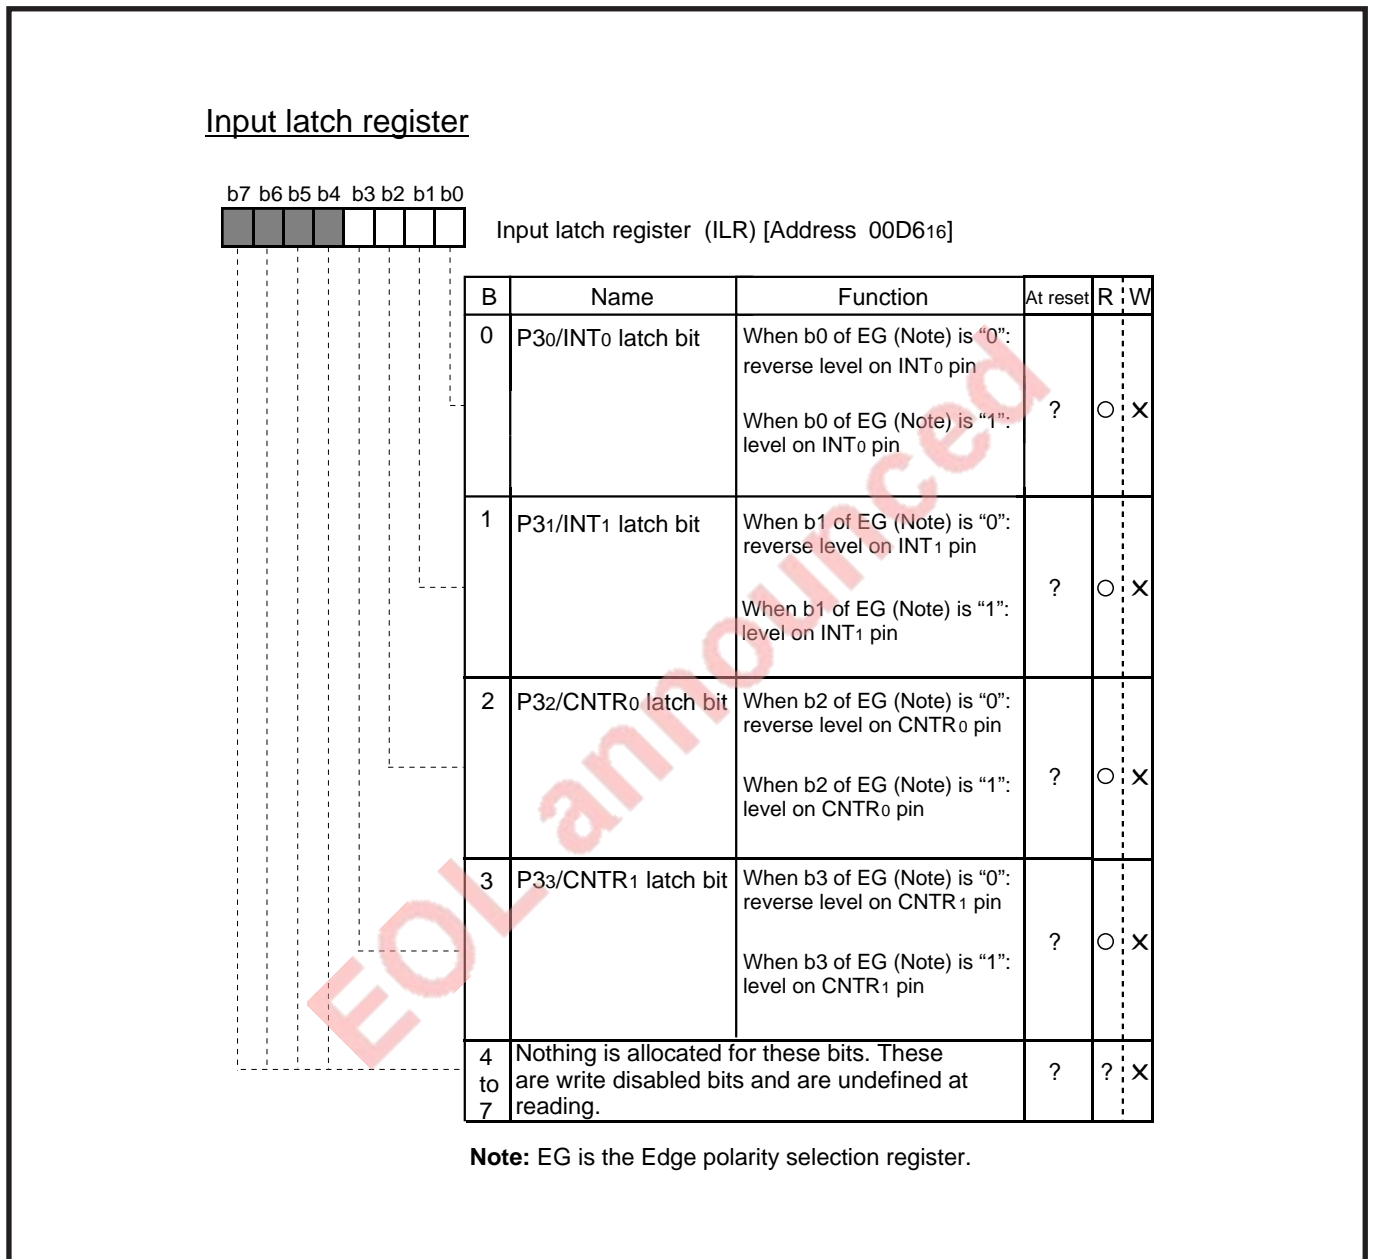 Input latch register
b7 b6 b5 b4 b3 b2 b1 b0
Input latch register (ILR) [Address 00D616]
B Name Function At reset R W
0 P30/INT0 latch bit When b0 of EG (Note) is “0”:
reverse level on INT0 pin
When b0 of EG (Note) is “1”:
level on INT0 pin
? ○ ×
1 P31/INT1 latch bit When b1 of EG (Note) is “0”:
reverse level on INT1 pin
When b1 of EG (Note) is “1”:
level on INT1 pin
? ○ ×
2 P32/CNTR0 latch bit When b2 of EG (Note) is “0”:
reverse level on CNTR0 pin
When b2 of EG (Note) is “1”:
level on CNTR0 pin
? ○ ×
3 P33/CNTR1 latch bit When b3 of EG (Note) is “0”:
reverse level on CNTR1 pin
When b3 of EG (Note) is “1”:
level on CNTR1 pin
? ○ ×
4 Nothing is allocated for these bits. These
to are write disabled bits and are undefined at
7 reading.
? ? ×
Note: EG is the Edge polarity selection register.
EOL announced